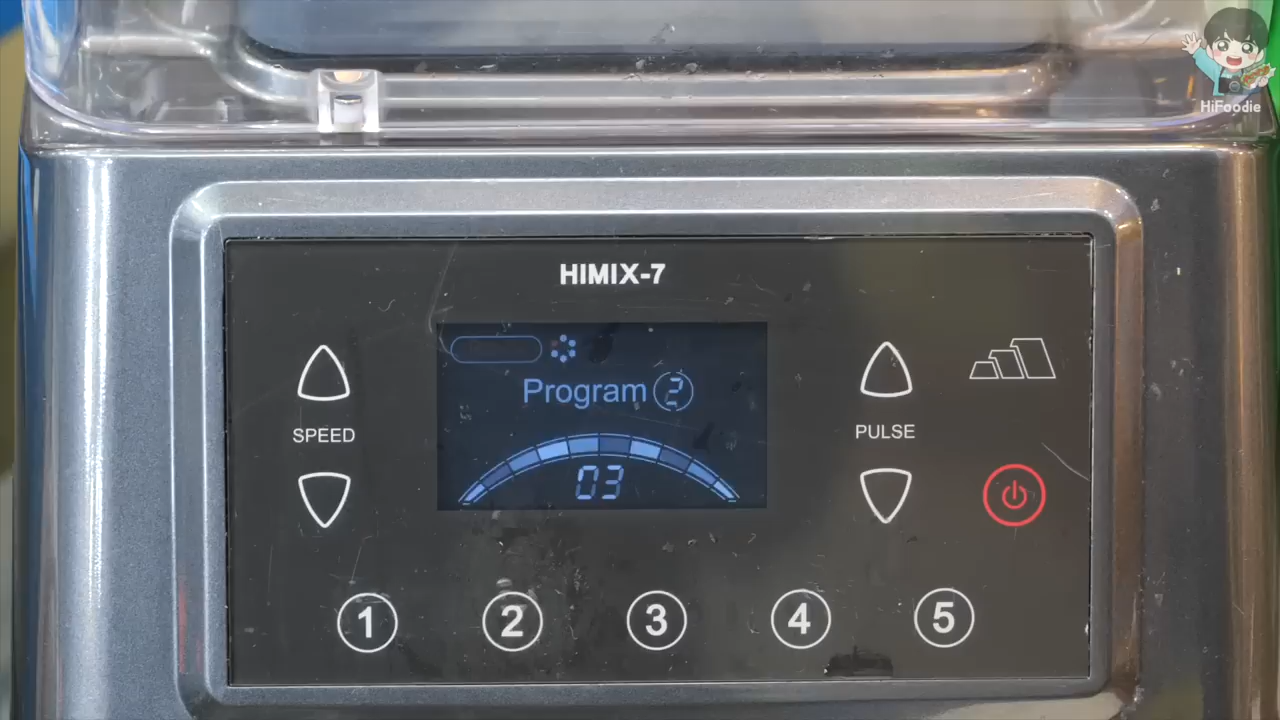 HiFoodie
HIMIX-7
Program 2
SPEED
PULSE
03
1 2 3 4 5